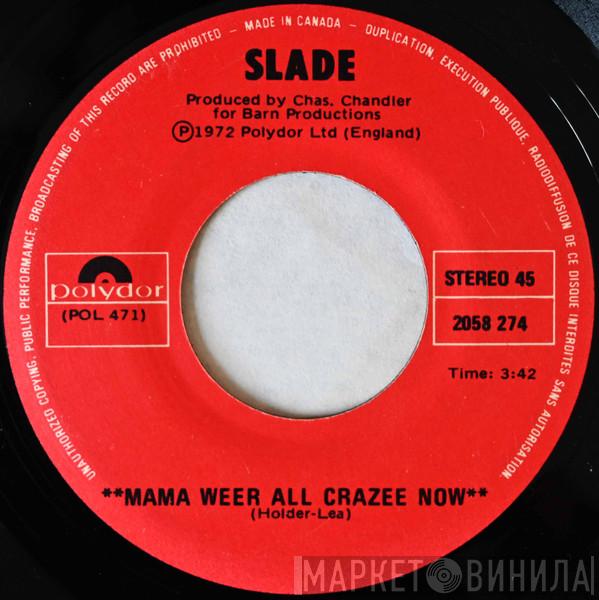 UNAUTHORIZED COPYING, PUBLIC PERFORMANCE, BROADCASTING OF THIS RECORD ARE PROHIBITED - MADE IN CANADA - DUPLICATION, EXECUTION PUBLIQUE, RADIODIFFUSION DE CE DISQUE INTERDITES SANS AUTORISATION.
SLADE
Produced by Chas. Chandler
for Barn Productions
Ⓟ1972 Polydor Ltd (England)
polydor
(POL 471)
STEREO 45
2058 274
Time: 3:42
**MAMA WEER ALL CRAZEE NOW**
(Holder-Lea)
МАРКЕТ ВИНИЛА